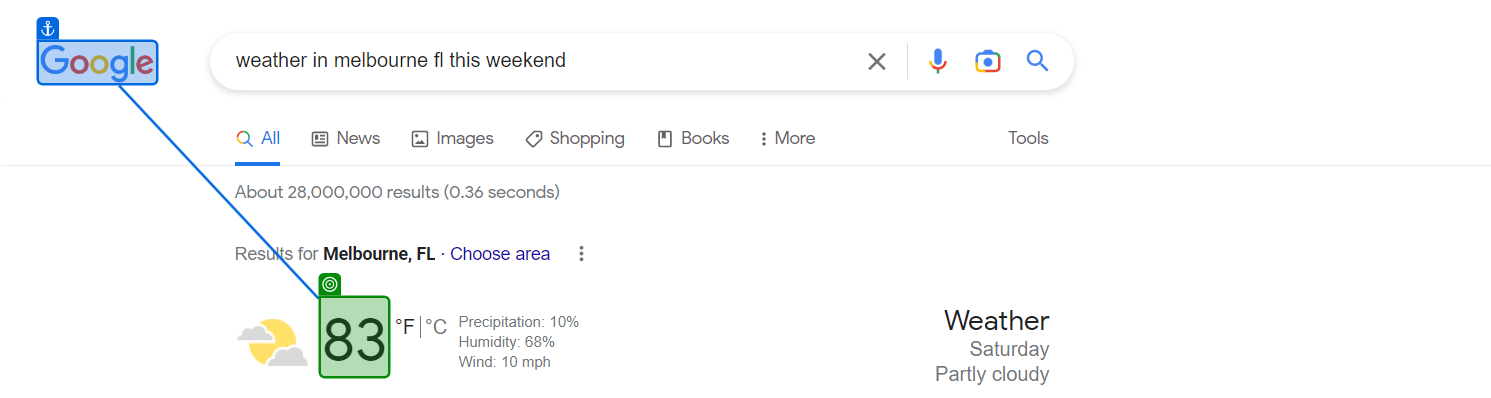 Google
weather in melbourne fl this weekend
All News Images Shopping Books More Tools
About 28,000,000 results (0.36 seconds)
Results for Melbourne, FL · Choose area
83 °F | °C
Precipitation: 10%
Humidity: 68%
Wind: 10 mph
Weather
Saturday
Partly cloudy